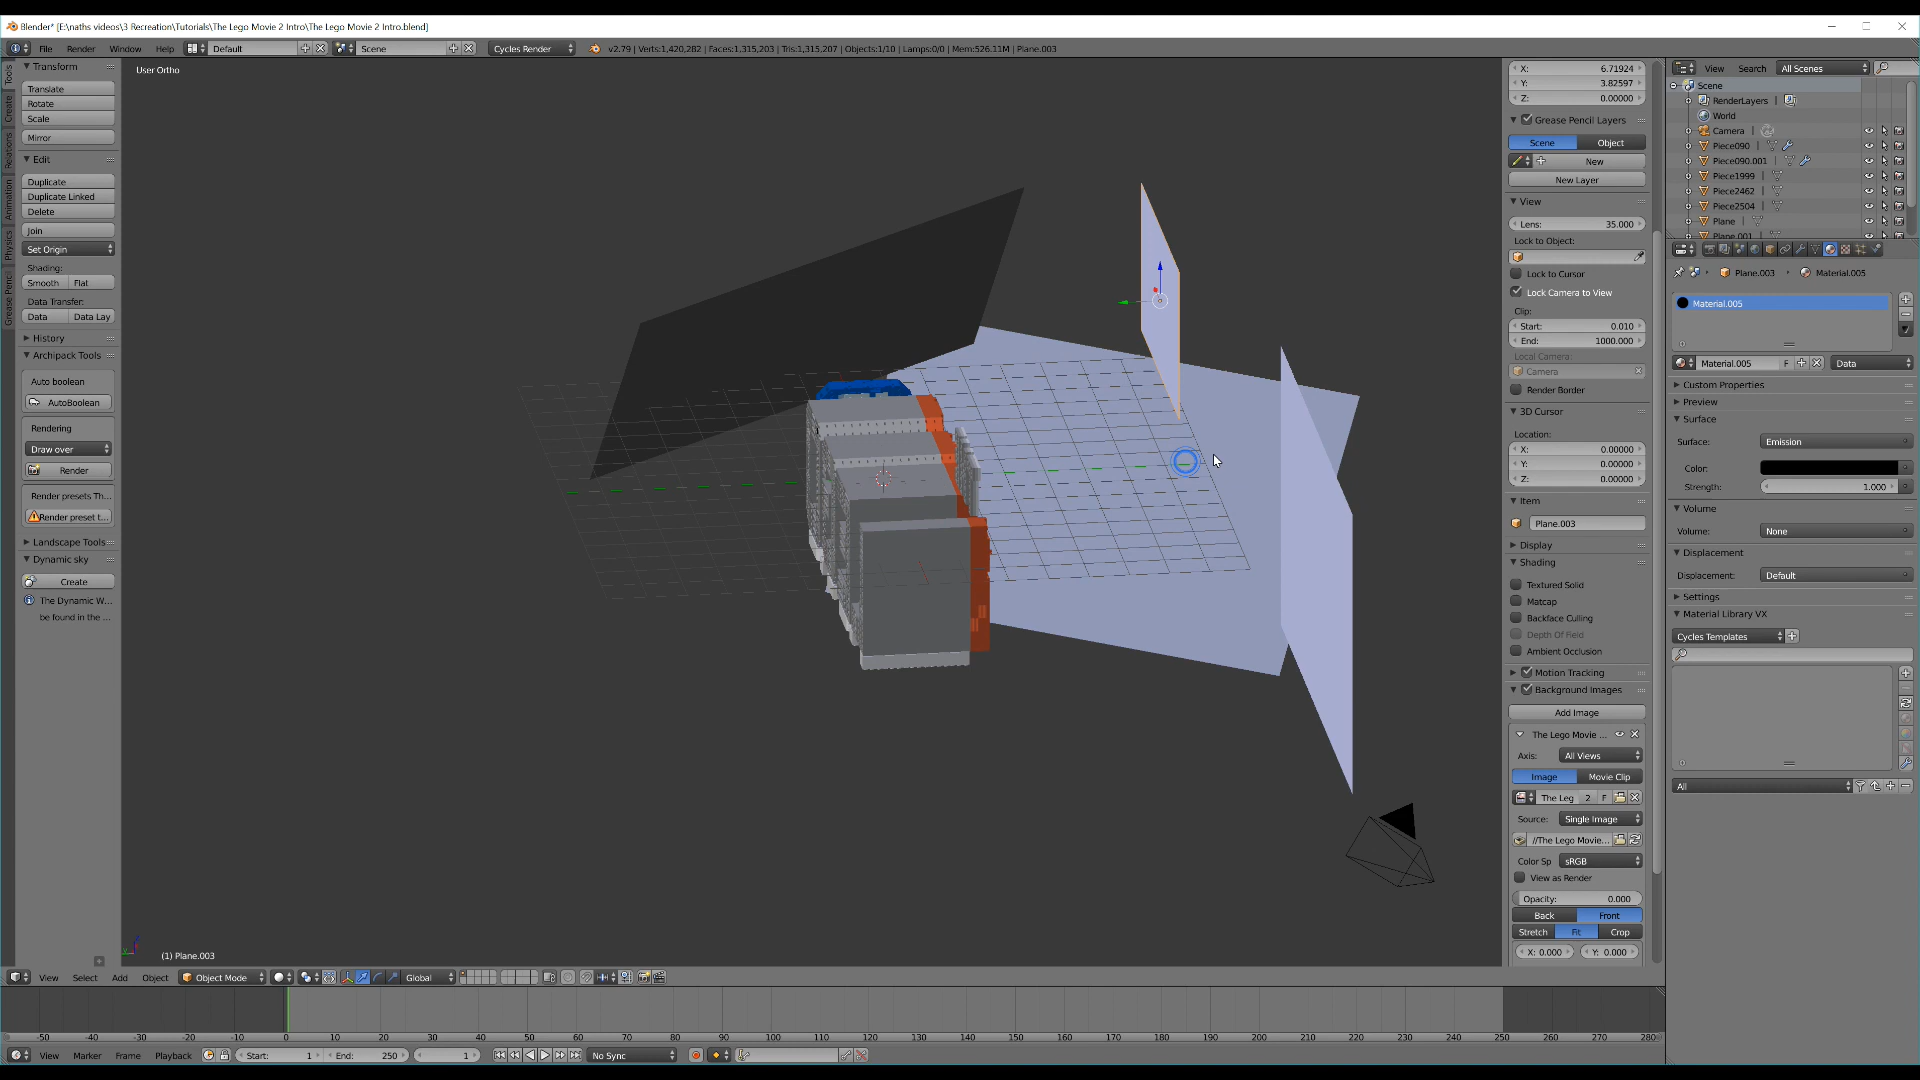 Blender* [E:\naths videos\3 Recreation\Tutorials\The Lego Movie 2 Intro\The Lego Movie 2 Intro.blend]
File Render Window Help Default Scene Cycles Render v2.79 | Verts:1,420,282 | Faces:1,315,203 | Tris:1,315,207 | Objects:1/10 | Lamps:0/0 | Mem:526.11M | Plane.003
Tools
Create
Relations
Animation
Physics
Grease Pencil
Transform
Translate
Rotate
Scale
Mirror
Edit
Duplicate
Duplicate Linked
Delete
Join
Set Origin
Shading:
Smooth Flat
Data Transfer:
Data Data Lay
History
Archipack Tools
Auto boolean
AutoBoolean
Rendering
Draw over
Render
Render presets Th...
Render preset t...
Landscape Tools
Dynamic sky
Create
The Dynamic W...
be found in the ...
User Ortho
(1) Plane.003
X: 6.71924
Y: 3.82597
Z: 0.00000
Grease Pencil Layers
Scene Object
New
New Layer
View
Lens: 35.000
Lock to Object:
Lock to Cursor
Lock Camera to View
Clip:
Start: 0.010
End: 1000.000
Local Camera:
Camera
Render Border
3D Cursor
Location:
X: 0.00000
Y: 0.00000
Z: 0.00000
Item
Plane.003
Display
Shading
Textured Solid
Matcap
Backface Culling
Depth Of Field
Ambient Occlusion
Motion Tracking
Background Images
Add Image
The Lego Movie ...
Axis: All Views
Image Movie Clip
The Leg 2 F
Source: Single Image
//The Lego Movie...
Color Sp sRGB
View as Render
Opacity: 0.000
Back Front
Stretch Fit Crop
X: 0.000 Y: 0.000
View Search All Scenes
Scene
RenderLayers
World
Camera
Piece090
Piece090.001
Piece1999
Piece2462
Piece2504
Plane
Plane.001
Plane.003 Material.005
Material.005
Material.005 F Data
Custom Properties
Preview
Surface
Surface: Emission
Color:
Strength: 1.000
Volume
Volume: None
Displacement
Displacement: Default
Settings
Material Library VX
Cycles Templates
All
View Select Add Object Object Mode Global
-50 -40 -30 -20 -10 0 10 20 30 40 50 60 70 80 90 100 110 120 130 140 150 160 170 180 190 200 210 220 230 240 250 260 270 280
View Marker Frame Playback Start: 1 End: 250 1 No Sync